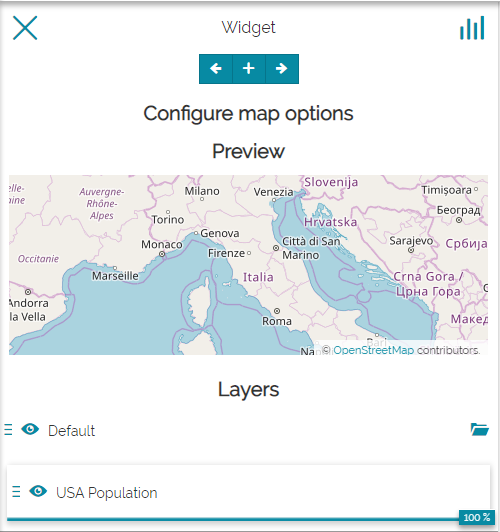 Widget
Configure map options
Preview
Slovenija
Auvergne-
Rhône-
Alpes
Milano
Venezia
Timișoara
Torino
Hrvatska
Београд
Genova
Monaco
Firenze
Città di San
Marino
Sarajevo
Србија
Occitanie
Marseille
Italia
Crna Gora /
Црна Гора
Andorra
la Vella
Roma
© OpenStreetMap contributors.
Layers
Default
USA Population
100 %